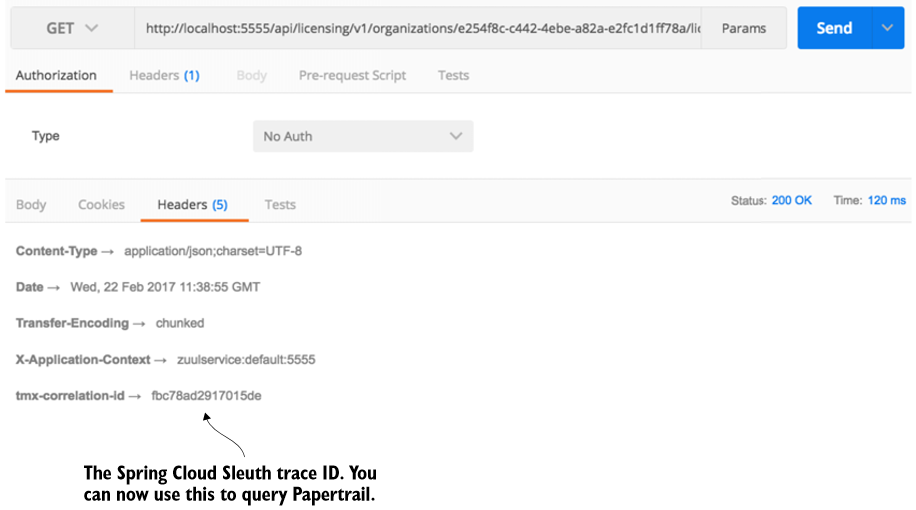 GET http://localhost:5555/api/licensing/v1/organizations/e254f8c-c442-4ebe-a82a-e2fc1d1ff78a/lic Params Send
Authorization Headers (1) Body Pre-request Script Tests
Type No Auth
Body Cookies Headers (5) Tests Status: 200 OK Time: 120 ms
Content-Type → application/json;charset=UTF-8
Date → Wed, 22 Feb 2017 11:38:55 GMT
Transfer-Encoding → chunked
X-Application-Context → zuulservice:default:5555
tmx-correlation-id → fbc78ad2917015de
The Spring Cloud Sleuth trace ID. You
can now use this to query Papertrail.